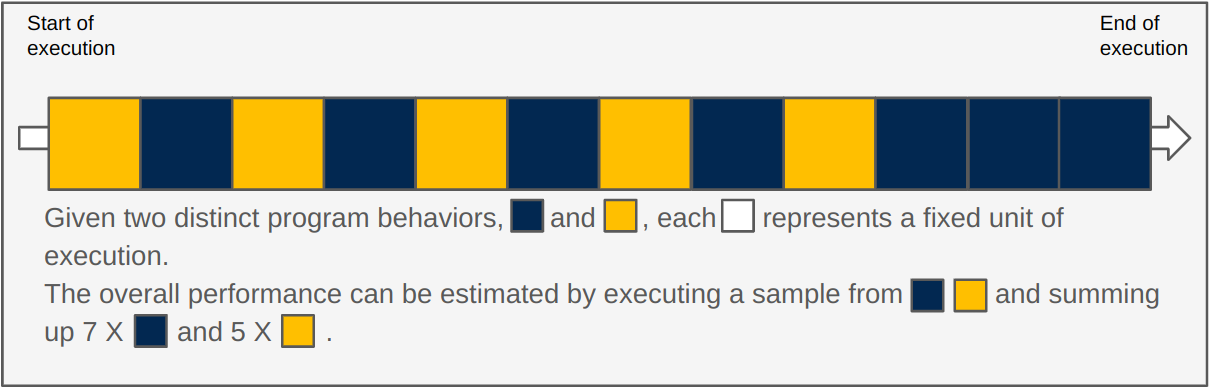 Start of
execution
End of
execution
Given two distinct program behaviors, and , each represents a fixed unit of
execution.
The overall performance can be estimated by executing a sample from and summing
up 7 X and 5 X .